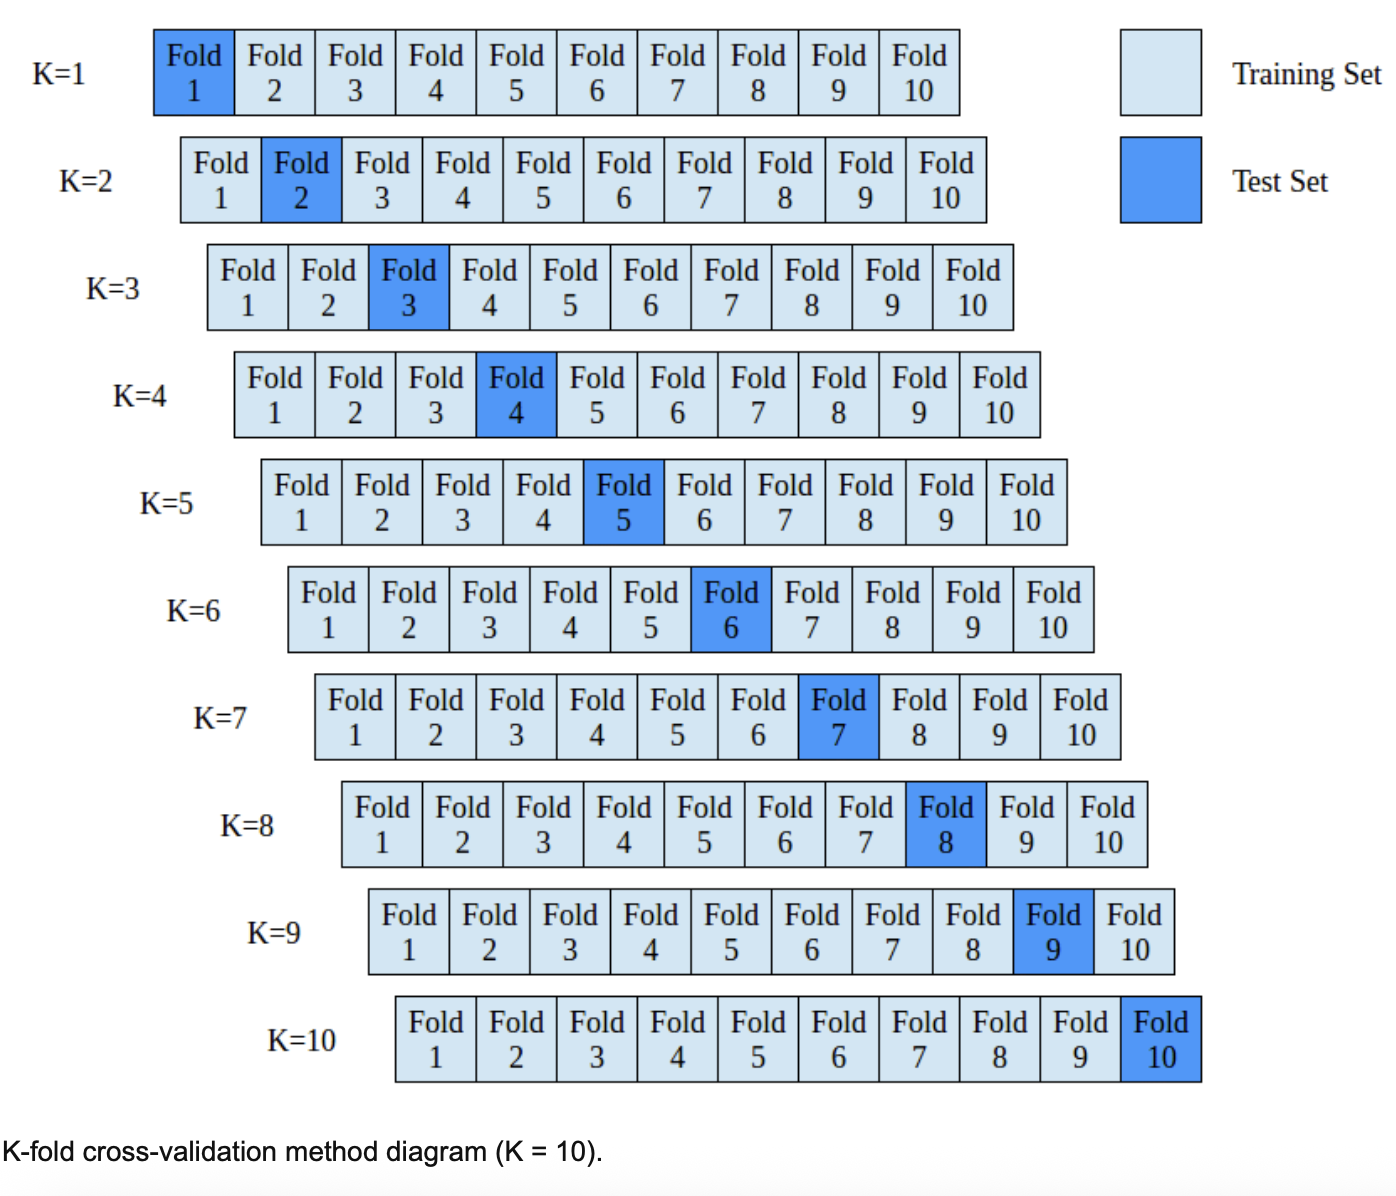 K=1
Fold Fold Fold Fold Fold Fold Fold Fold Fold Fold
1 2 3 4 5 6 7 8 9 10
Training Set
K=2
Fold Fold Fold Fold Fold Fold Fold Fold Fold Fold
1 2 3 4 5 6 7 8 9 10
Test Set
K=3
Fold Fold Fold Fold Fold Fold Fold Fold Fold Fold
1 2 3 4 5 6 7 8 9 10
K=4
Fold Fold Fold Fold Fold Fold Fold Fold Fold Fold
1 2 3 4 5 6 7 8 9 10
K=5
Fold Fold Fold Fold Fold Fold Fold Fold Fold Fold
1 2 3 4 5 6 7 8 9 10
K=6
Fold Fold Fold Fold Fold Fold Fold Fold Fold Fold
1 2 3 4 5 6 7 8 9 10
K=7
Fold Fold Fold Fold Fold Fold Fold Fold Fold Fold
1 2 3 4 5 6 7 8 9 10
K=8
Fold Fold Fold Fold Fold Fold Fold Fold Fold Fold
1 2 3 4 5 6 7 8 9 10
K=9
Fold Fold Fold Fold Fold Fold Fold Fold Fold Fold
1 2 3 4 5 6 7 8 9 10
K=10
Fold Fold Fold Fold Fold Fold Fold Fold Fold Fold
1 2 3 4 5 6 7 8 9 10
K-fold cross-validation method diagram (K = 10).